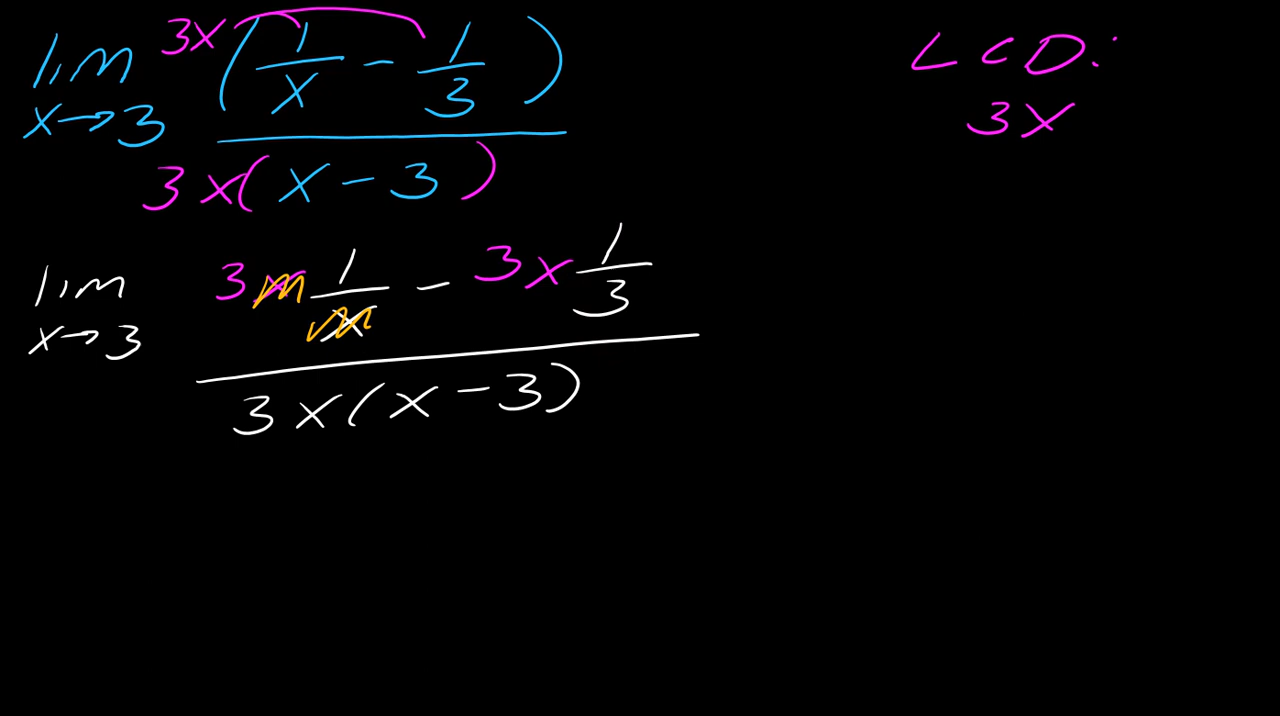 lim x→3 3x(1/x - 1/3)
3x(x - 3)
LCD:
3x
lim x→3 3x 1/x - 3x 1/3
3x(x - 3)